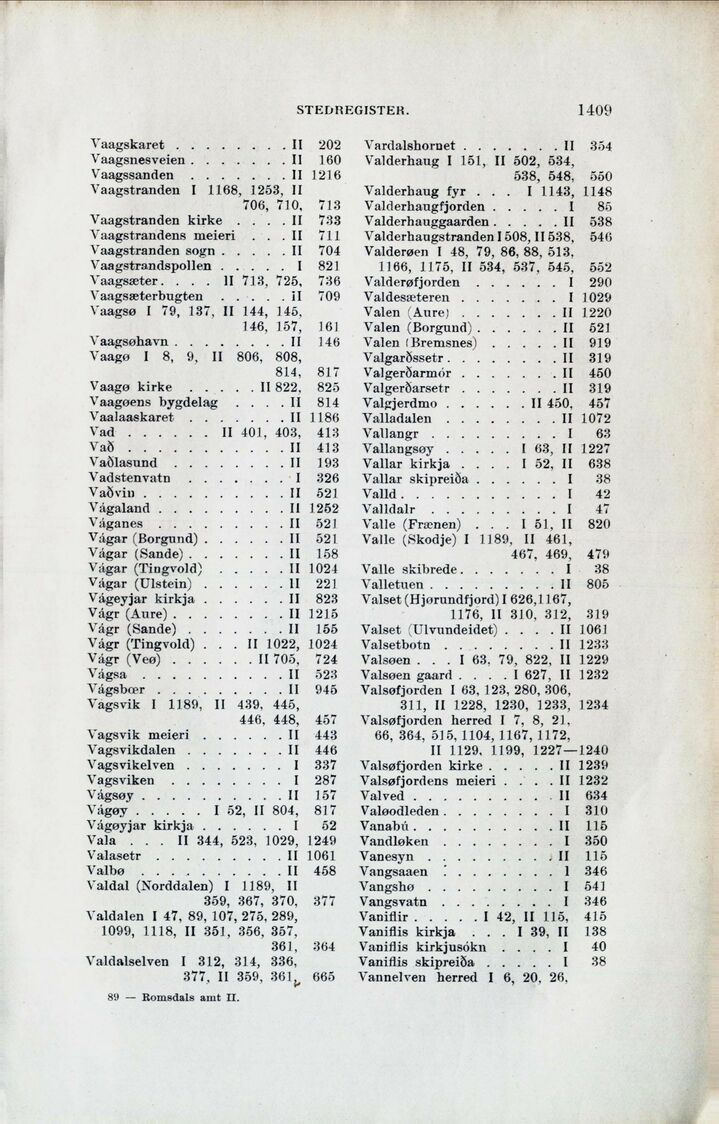 STEDREGISTER. 1409
Vaagskaret . . . . . . . . II 202
Vaagsnesveien . . . . . . . II 160
Vaagssanden . . . . . . . II 1216
Vaagstranden I 1168, 1253, II
706, 710, 713
Vaagstranden kirke . . . . II 733
Vaagstrandens meieri . . . II 711
Vaagstranden sogn . . . . . II 704
Vaagstrandspollen . . . . . I 821
Vaagsæter . . . . II 713, 725, 736
Vaagsæterbugten . . . . . iI 709
Vaagsø I 79, 137, II 144, 145,
146, 157, 161
Vaagsøhavn . . . . . . . . II 146
Vaagø I 8, 9, II 806, 808,
814, 817
Vaagø kirke . . . . . II 822, 825
Vaagøens bygdelag . . . . II 814
Vaalaaskaret . . . . . . . II 1186
Vad . . . . . . II 401, 403, 413
Vað . . . . . . . . . . . II 413
Vaðlasund . . . . . . . . II 193
Vadstenvatn . . . . . . . . I 326
Vaðvin . . . . . . . . . . II 521
Vágaland . . . . . . . . . II 1252
Váganes . . . . . . . . . II 521
Vágar (Borgund) . . . . . . II 521
Vágar (Sande) . . . . . . . II 158
Vágar (Tingvold) . . . . . II 1024
Vágar (Ulstein) . . . . . . II 221
Vágeyjar kirkja . . . . . . II 823
Vágr (Aure) . . . . . . . . II 1215
Vágr (Sande) . . . . . . . II 155
Vágr (Tingvold) . . . II 1022, 1024
Vágr (Veø) . . . . . . II 705, 724
Vágsa . . . . . . . . . . II 523
Vágsbœr . . . . . . . . . II 945
Vagsvik I 1189, II 439, 445,
446, 448, 457
Vagsvik meieri . . . . . . II 443
Vagsvikdalen . . . . . . . II 446
Vagsvikelven . . . . . . . I 337
Vagsviken . . . . . . . . I 287
Vágsøy . . . . . . . . . . II 157
Vágøy . . . . . I 52, II 804, 817
Vágøyjar kirkja . . . . . . I 52
Vala . . . II 344, 523, 1029, 1249
Valasetr . . . . . . . . . II 1061
Valbø . . . . . . . . . . II 458
Valdal (Norddalen) I 1189, II
359, 367, 370, 377
Valdalen I 47, 89, 107, 275, 289,
1099, 1118, II 351, 356, 357,
361, 364
Valdalselven I 312, 314, 336,
377, II 359, 361, 665
89 — Romsdals amt II.
Vardalshornet . . . . . . . II 354
Valderhaug I 151, II 502, 534,
538, 548, 550
Valderhaug fyr . . . I 1143, 1148
Valderhaugfjorden . . . . . I 85
Valderhauggaarden . . . . . II 538
Valderhaugstranden I 508, II 538, 546
Valderøen I 48, 79, 86, 88, 513,
1166, 1175, II 534, 537, 545, 552
Valderøfjorden . . . . . . I 290
Valdesæteren . . . . . . . I 1029
Valen (Aure) . . . . . . . II 1220
Valen (Borgund) . . . . . . II 521
Valen (Bremsnes) . . . . . II 919
Valgarðssetr . . . . . . . . II 319
Valgerðarmór . . . . . . . II 450
Valgerðarsetr . . . . . . . II 319
Valgjerdmo . . . . . . II 450, 457
Valladalen . . . . . . . . II 1072
Vallangr . . . . . . . . . I 63
Vallangsøy . . . . . I 63, II 1227
Vallar kirkja . . . . I 52, II 638
Vallar skipreiða . . . . . . I 38
Valld . . . . . . . . . . . I 42
Valldalr . . . . . . . . . I 47
Valle (Frænen) . . . I 51, II 820
Valle (Skodje) I 1189, II 461,
467, 469, 479
Valle skibrede . . . . . . . I 38
Valletuen . . . . . . . . . II 805
Valset (Hjørundfjord) I 626, 1167,
1176, II 310, 312, 319
Valset (Ulvundeidet) . . . . II 1061
Valsetbotn . . . . . . . . II 1233
Valsøen . . . I 63, 79, 822, II 1229
Valsøen gaard . . . . I 627, II 1232
Valsøfjorden I 63, 123, 280, 306,
311, II 1228, 1230, 1233, 1234
Valsøfjorden herred I 7, 8, 21,
66, 364, 515, 1104, 1167, 1172,
II 1129, 1199, 1227—1240
Valsøfjorden kirke . . . . . II 1239
Valsøfjordens meieri . . . . II 1232
Valved . . . . . . . . . . II 634
Valøodleden . . . . . . . . I 310
Vanabú . . . . . . . . . . II 115
Vandløken . . . . . . . . I 350
Vanesyn . . . . . . . . . II 115
Vangsaaen . . . . . . . . I 346
Vangshø . . . . . . . . . I 541
Vangsvatn . . . . . . . . I 346
Vaniflir . . . . . I 42, II 115, 415
Vaniflis kirkja . . . I 39, II 138
Vaniflis kirkjusókn . . . . I 40
Vaniflis skipreiða . . . . . I 38
Vannelven herred I 6, 20, 26,